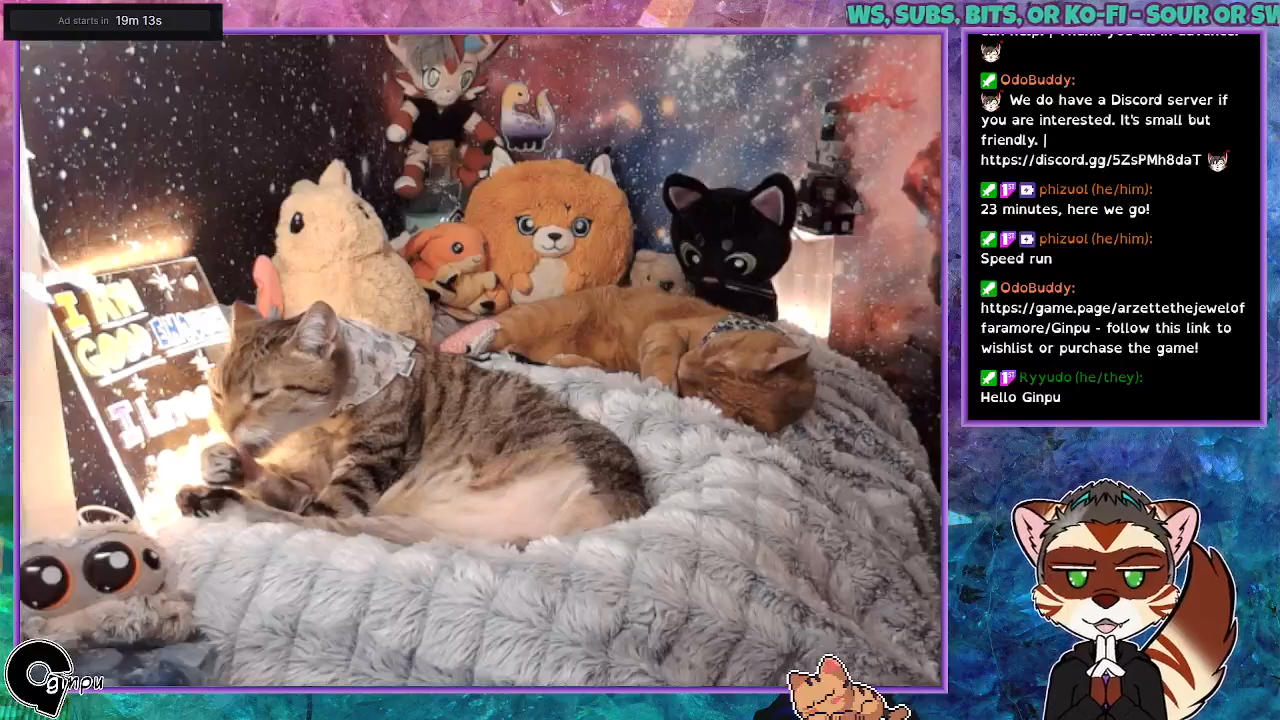 Ad starts in 19m 13s
WS, SUBS, BITS, OR KO-FI - SOUR OR SW
OdoBuddy:
We do have a Discord server if
you are interested. It's small but
friendly. |
https://discord.gg/5ZsPMh8daT
phizuol (he/him):
23 minutes, here we go!
phizuol (he/him):
Speed run
OdoBuddy:
https://game.page/arzettethejewelof
faramore/Ginpu - follow this link to
wishlist or purchase the game!
Ryyudo (he/they):
Hello Ginpu
I AM
GOOD
I
ginpu